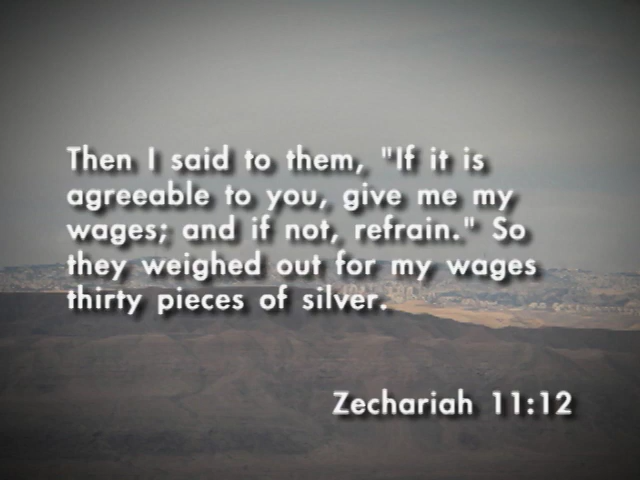 Then I said to them, "If it is
agreeable to you, give me my
wages; and if not, refrain." So
they weighed out for my wages
thirty pieces of silver.
Zechariah 11:12